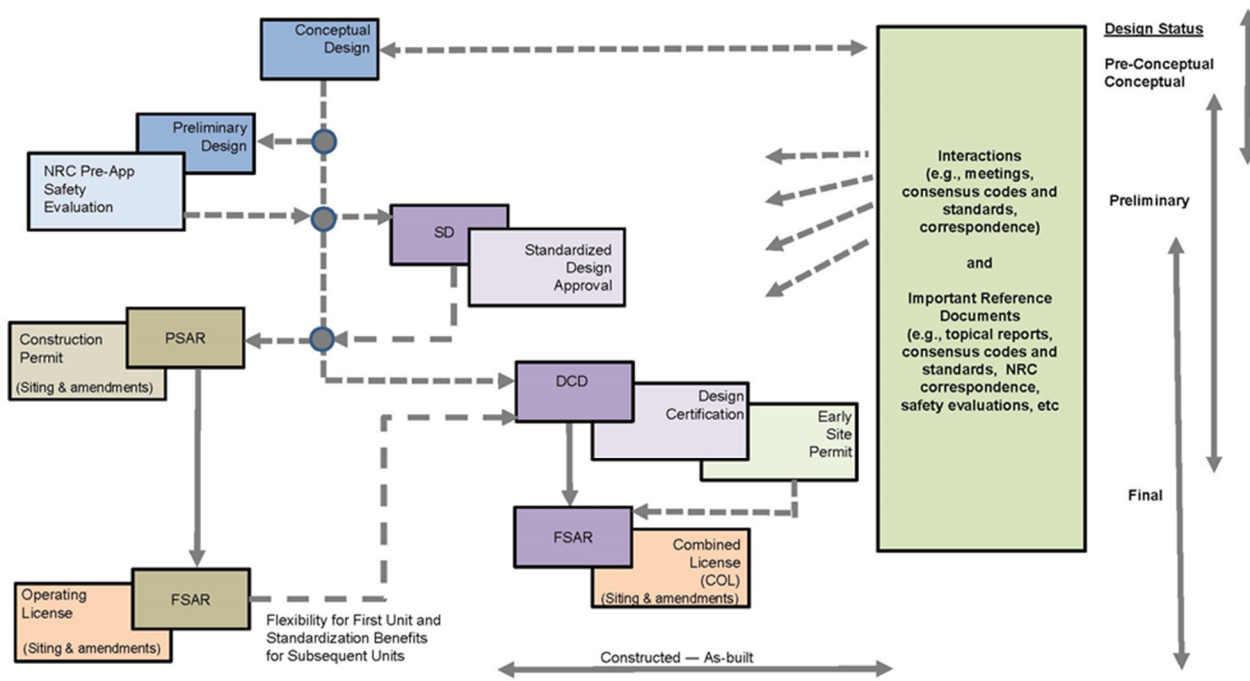 Conceptual
Design
Preliminary
Design
NRC Pre-App
Safety
Evaluation
SD
Standardized
Design
Approval
PSAR
Construction
Permit
(Siting & amendments)
DCD
Design
Certification
Early
Site
Permit
FSAR
Combined
License
(COL)
(Siting & amendments)
FSAR
Operating
License
(Siting & amendments)
Flexibility for First Unit and
Standardization Benefits
for Subsequent Units
Constructed — As-built
Interactions
(e.g., meetings,
consensus codes and
standards,
correspondence)
and
Important Reference
Documents
(e.g., topical reports,
consensus codes and
standards, NRC
correspondence,
safety evaluations, etc
Design Status
Pre-Conceptual
Conceptual
Preliminary
Final